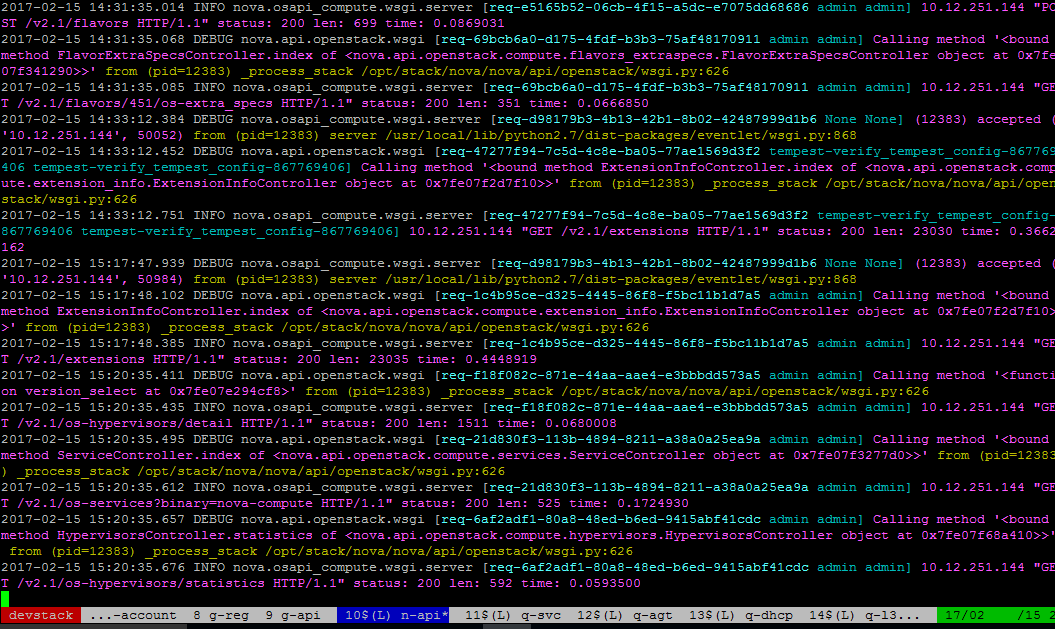 2017-02-15 14:31:35.014 INFO nova.osapi_compute.wsgi.server [req-e5165b52-06cb-4f15-a5dc-e7075dd68686 admin admin] 10.12.251.144 "PO
ST /v2.1/flavors HTTP/1.1" status: 200 len: 699 time: 0.0869031
2017-02-15 14:31:35.068 DEBUG nova.api.openstack.wsgi [req-69bcb6a0-d175-4fdf-b3b3-75af48170911 admin admin] Calling method '<bound
method FlavorExtraSpecsController.index of <nova.api.openstack.compute.flavors_extraspecs.FlavorExtraSpecsController object at 0x7fe
07f341290>>' from (pid=12383) _process_stack /opt/stack/nova/nova/api/openstack/wsgi.py:626
2017-02-15 14:31:35.085 INFO nova.osapi_compute.wsgi.server [req-69bcb6a0-d175-4fdf-b3b3-75af48170911 admin admin] 10.12.251.144 "GE
T /v2.1/flavors/451/os-extra_specs HTTP/1.1" status: 200 len: 351 time: 0.0666850
2017-02-15 14:33:12.384 DEBUG nova.osapi_compute.wsgi.server [req-d98179b3-4b13-42b1-8b02-42487999d1b6 None None] (12383) accepted (
'10.12.251.144', 50052) from (pid=12383) server /usr/local/lib/python2.7/dist-packages/eventlet/wsgi.py:868
2017-02-15 14:33:12.452 DEBUG nova.api.openstack.wsgi [req-47277f94-7c5d-4c8e-ba05-77ae1569d3f2 tempest-verify_tempest_config-867769
406 tempest-verify_tempest_config-867769406] Calling method '<bound method ExtensionInfoController.index of <nova.api.openstack.comp
ute.extension_info.ExtensionInfoController object at 0x7fe07f2d7f10>>' from (pid=12383) _process_stack /opt/stack/nova/nova/api/open
stack/wsgi.py:626
2017-02-15 14:33:12.751 INFO nova.osapi_compute.wsgi.server [req-47277f94-7c5d-4c8e-ba05-77ae1569d3f2 tempest-verify_tempest_config-
867769406 tempest-verify_tempest_config-867769406] 10.12.251.144 "GET /v2.1/extensions HTTP/1.1" status: 200 len: 23030 time: 0.3662
162
2017-02-15 15:17:47.939 DEBUG nova.osapi_compute.wsgi.server [req-d98179b3-4b13-42b1-8b02-42487999d1b6 None None] (12383) accepted (
'10.12.251.144', 50984) from (pid=12383) server /usr/local/lib/python2.7/dist-packages/eventlet/wsgi.py:868
2017-02-15 15:17:48.102 DEBUG nova.api.openstack.wsgi [req-1c4b95ce-d325-4445-86f8-f5bc11b1d7a5 admin admin] Calling method '<bound
method ExtensionInfoController.index of <nova.api.openstack.compute.extension_info.ExtensionInfoController object at 0x7fe07f2d7f10>
>' from (pid=12383) _process_stack /opt/stack/nova/nova/api/openstack/wsgi.py:626
2017-02-15 15:17:48.385 INFO nova.osapi_compute.wsgi.server [req-1c4b95ce-d325-4445-86f8-f5bc11b1d7a5 admin admin] 10.12.251.144 "GE
T /v2.1/extensions HTTP/1.1" status: 200 len: 23035 time: 0.4448919
2017-02-15 15:20:35.411 DEBUG nova.api.openstack.wsgi [req-f18f082c-871e-44aa-aae4-e3bbbdd573a5 admin admin] Calling method '<functi
on version_select at 0x7fe07e294cf8>' from (pid=12383) _process_stack /opt/stack/nova/nova/api/openstack/wsgi.py:626
2017-02-15 15:20:35.435 INFO nova.osapi_compute.wsgi.server [req-f18f082c-871e-44aa-aae4-e3bbbdd573a5 admin admin] 10.12.251.144 "GE
T /v2.1/os-hypervisors/detail HTTP/1.1" status: 200 len: 1511 time: 0.0680008
2017-02-15 15:20:35.495 DEBUG nova.api.openstack.wsgi [req-21d830f3-113b-4894-8211-a38a0a25ea9a admin admin] Calling method '<bound
method ServiceController.index of <nova.api.openstack.compute.services.ServiceController object at 0x7fe07f3277d0>>' from (pid=12383
) _process_stack /opt/stack/nova/nova/api/openstack/wsgi.py:626
2017-02-15 15:20:35.612 INFO nova.osapi_compute.wsgi.server [req-21d830f3-113b-4894-8211-a38a0a25ea9a admin admin] 10.12.251.144 "GE
T /v2.1/os-services?binary=nova-compute HTTP/1.1" status: 200 len: 525 time: 0.1724930
2017-02-15 15:20:35.657 DEBUG nova.api.openstack.wsgi [req-6af2adf1-80a8-48ed-b6ed-9415abf41cdc admin admin] Calling method '<bound
method HypervisorsController.statistics of <nova.api.openstack.compute.hypervisors.HypervisorsController object at 0x7fe07f68a410>>'
from (pid=12383) _process_stack /opt/stack/nova/nova/api/openstack/wsgi.py:626
2017-02-15 15:20:35.676 INFO nova.osapi_compute.wsgi.server [req-6af2adf1-80a8-48ed-b6ed-9415abf41cdc admin admin] 10.12.251.144 "GE
T /v2.1/os-hypervisors/statistics HTTP/1.1" status: 200 len: 592 time: 0.0593500
devstack ...-account 8 g-reg 9 g-api 10$(L) n-api* 11$(L) q-svc 12$(L) q-agt 13$(L) q-dhcp 14$(L) q-l3... 17/02 /15 2